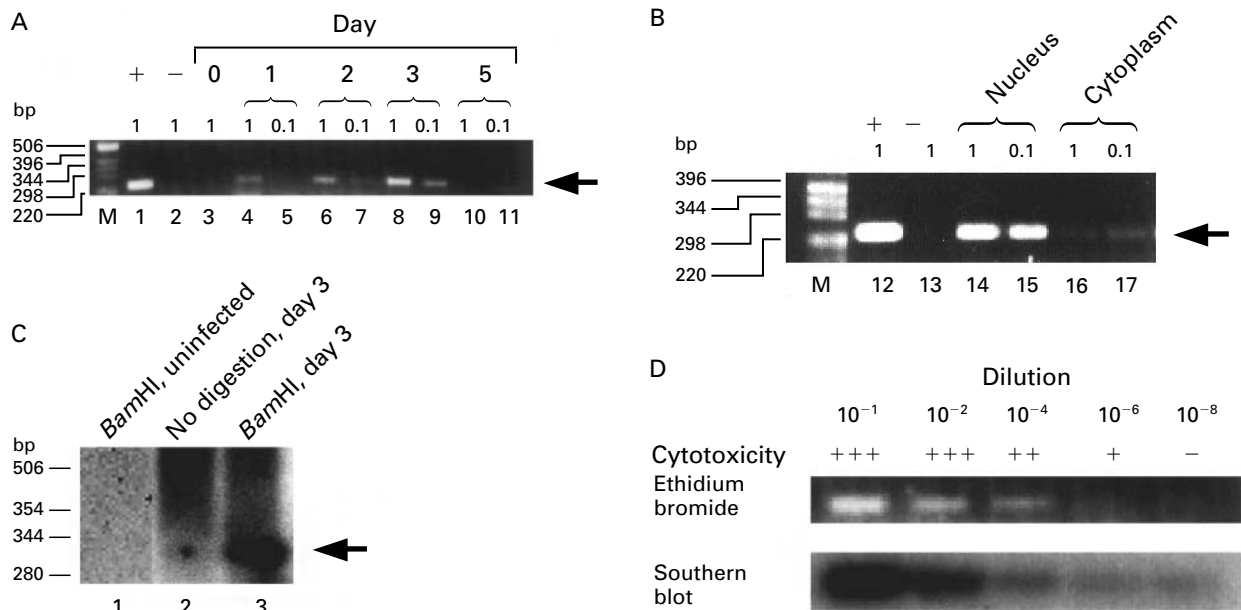 A
Day
+ − 0 1 2 3 5
bp 1 1 1 1 0.1 1 0.1 1 0.1 1 0.1
506
396
344
298
220
M 1 2 3 4 5 6 7 8 9 10 11
B
Nucleus
Cytoplasm
+ −
bp 1 1 1 0.1 1 0.1
396
344
298
220
M 12 13 14 15 16 17
C
BamHI, uninfected
No digestion, day 3
BamHI, day 3
bp
506
354
344
280
1 2 3
D
Dilution
10⁻¹ 10⁻² 10⁻⁴ 10⁻⁶ 10⁻⁸
Cytotoxicity +++ +++ ++ + −
Ethidium
bromide
Southern
blot